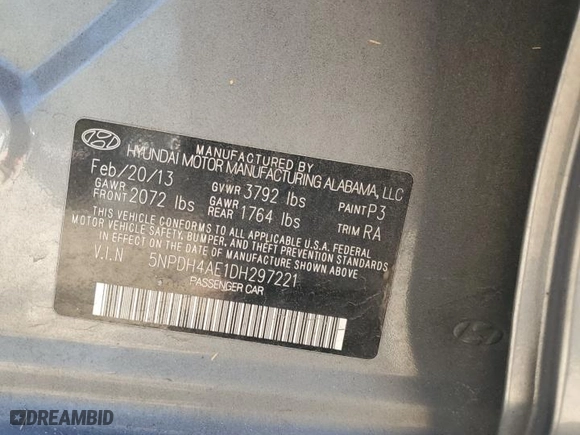 MANUFACTURED BY
HYUNDAI MOTOR MANUFACTURING ALABAMA, LLC
Feb/20/13 GVWR 3792 lbs PAINT P3
GAWR FRONT 2072 lbs GAWR REAR 1764 lbs TRIM RA
THIS VEHICLE CONFORMS TO ALL APPLICABLE U.S.A. FEDERAL
MOTOR VEHICLE SAFETY, BUMPER, AND THEFT PREVENTION STANDARDS
IN EFFECT ON THE DATE OF MANUFACTURE SHOWN ABOVE.
V.I.N 5NPDH4AE1DH297221
PASSENGER CAR
DREAMBID